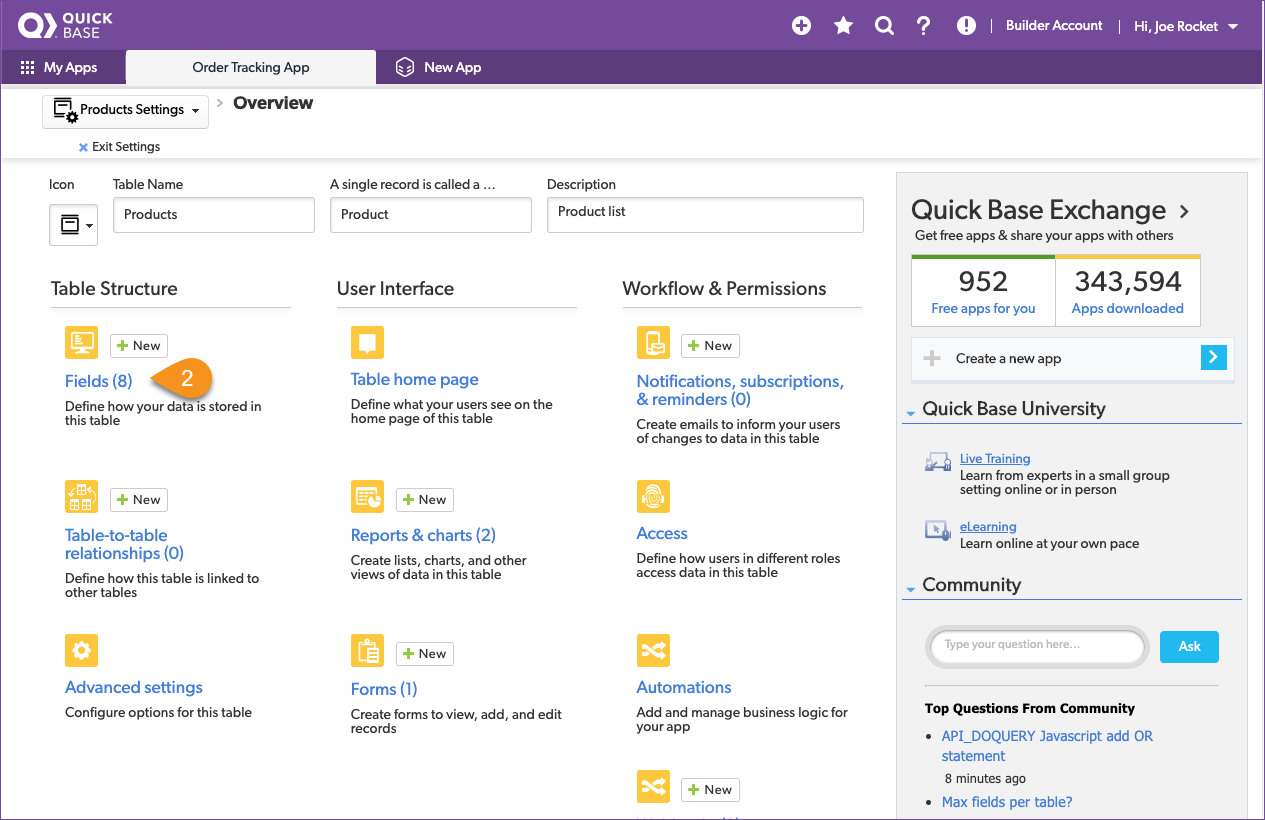 QUICK
BASE
Builder Account
Hi, Joe Rocket
My Apps
Order Tracking App
New App
Products Settings
Overview
Exit Settings
Icon
Table Name
A single record is called a ...
Description
Products
Product
Product list
Table Structure
New
Fields (8)
2
Define how your data is stored in
this table
New
Table-to-table
relationships (0)
Define how this table is linked to
other tables
Advanced settings
Configure options for this table
User Interface
Table home page
Define what your users see on the
home page of this table
New
Reports & charts (2)
Create lists, charts, and other
views of data in this table
New
Forms (1)
Create forms to view, add, and edit
records
Workflow & Permissions
New
Notifications, subscriptions,
& reminders (0)
Create emails to inform your users
of changes to data in this table
Access
Define how users in different roles
access data in this table
Automations
Add and manage business logic for
your app
New
Quick Base Exchange
Get free apps & share your apps with others
952
Free apps for you
343,594
Apps downloaded
Create a new app
Quick Base University
Live Training
Learn from experts in a small group
setting online or in person
eLearning
Learn online at your own pace
Community
Type your question here...
Ask
Top Questions From Community
API_DOQUERY Javascript add OR
statement
8 minutes ago
Max fields per table?